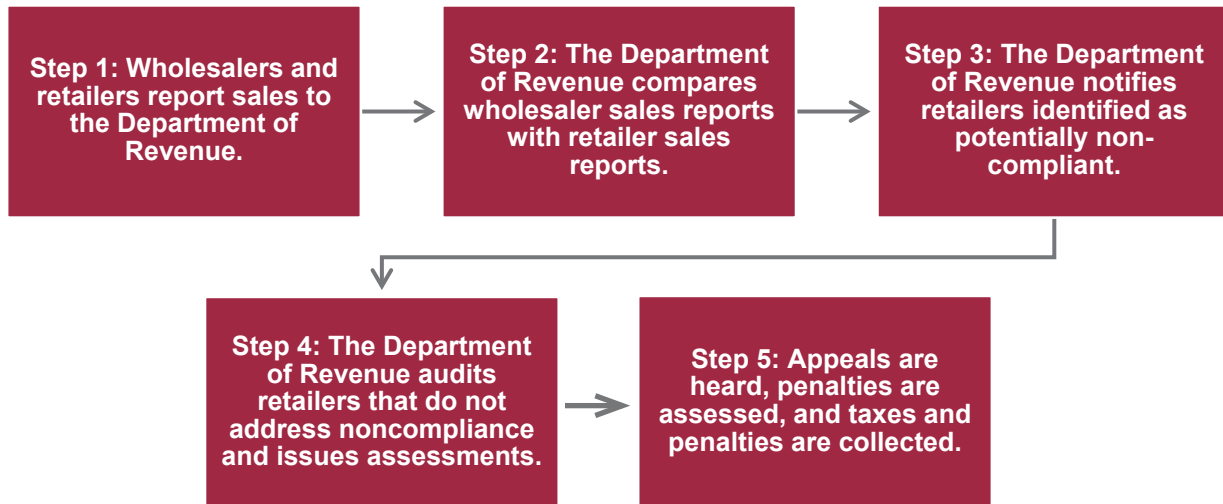 Step 1: Wholesalers and
retailers report sales to
the Department of
Revenue.
Step 2: The Department
of Revenue compares
wholesaler sales reports
with retailer sales
reports.
Step 3: The Department
of Revenue notifies
retailers identified as
potentially non-
compliant.
Step 4: The Department
of Revenue audits
retailers that do not
address noncompliance
and issues assessments.
Step 5: Appeals are
heard, penalties are
assessed, and taxes and
penalties are collected.